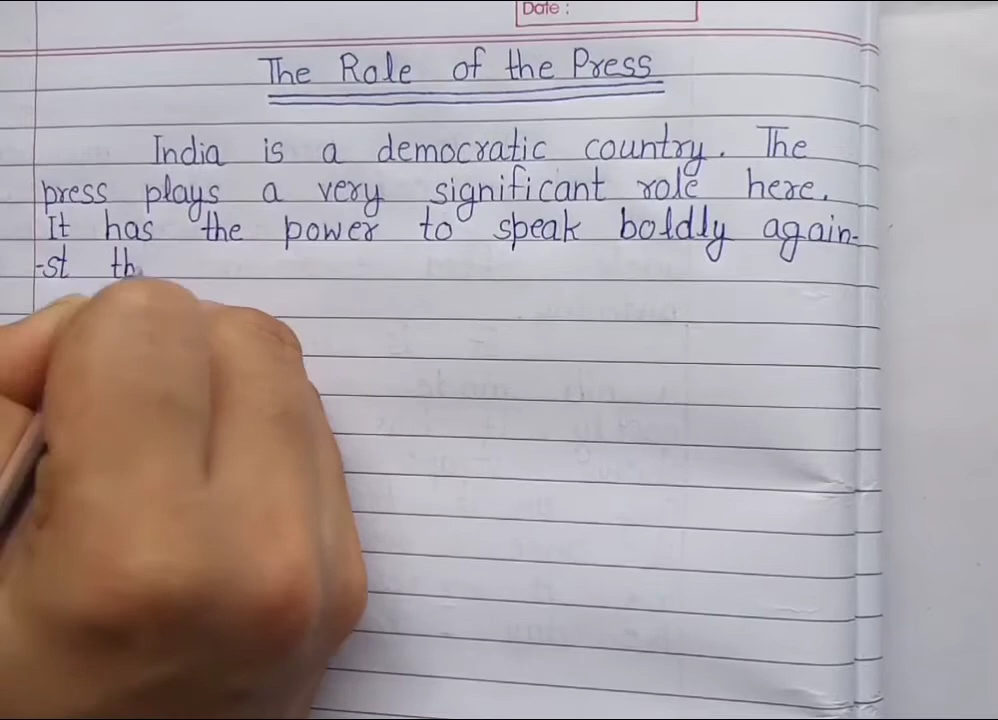 Date :
The Role of the Press
India is a democratic country. The
press plays a very significant role here.
It has the power to speak boldly again-
-st th